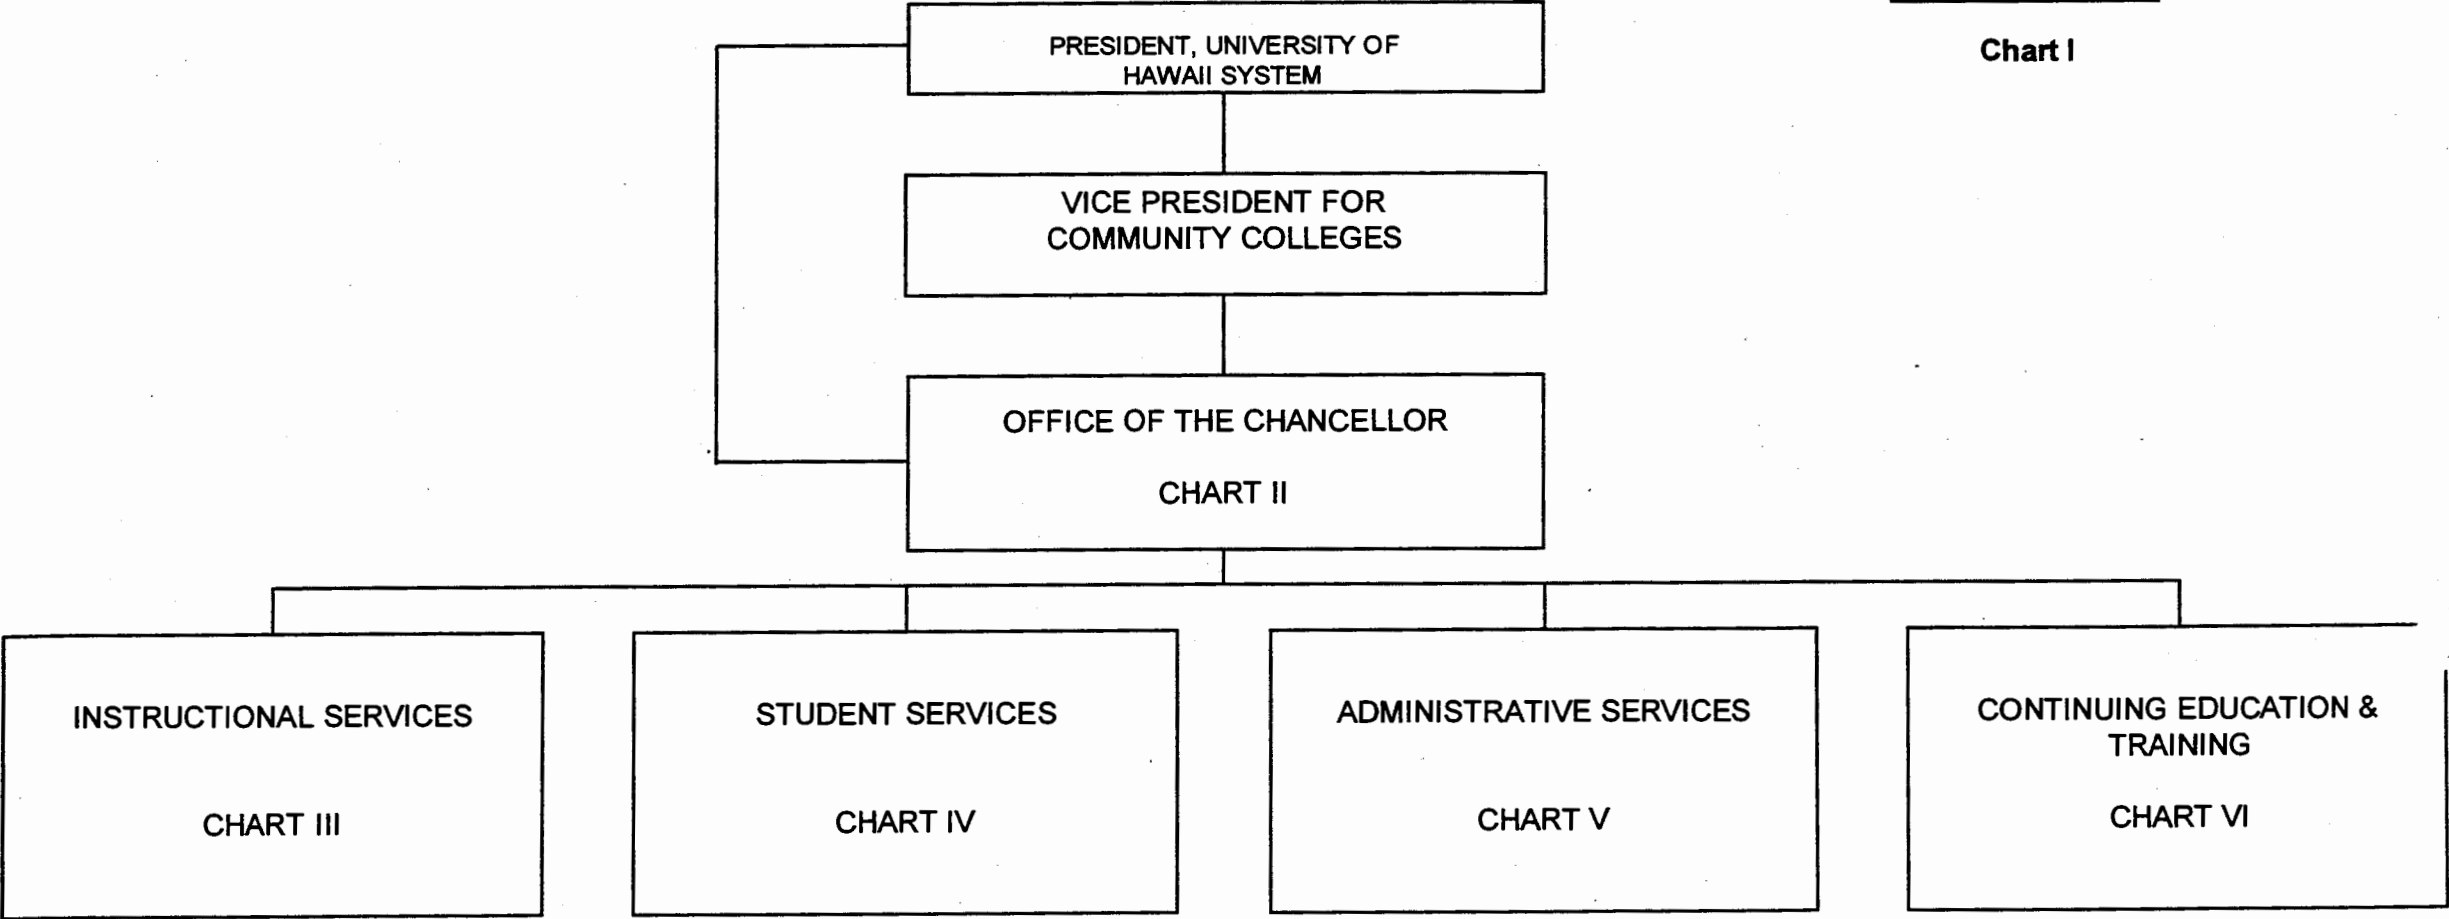 PRESIDENT, UNIVERSITY OF
HAWAII SYSTEM
Chart I
VICE PRESIDENT FOR
COMMUNITY COLLEGES
OFFICE OF THE CHANCELLOR
CHART II
INSTRUCTIONAL SERVICES
CHART III
STUDENT SERVICES
CHART IV
ADMINISTRATIVE SERVICES
CHART V
CONTINUING EDUCATION &
TRAINING
CHART VI